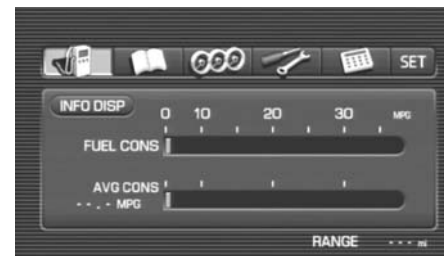 SET
INFO DISP
0 10 20 30 MPG
FUEL CONS
AVG CONS
--.- MPG
RANGE --- mi